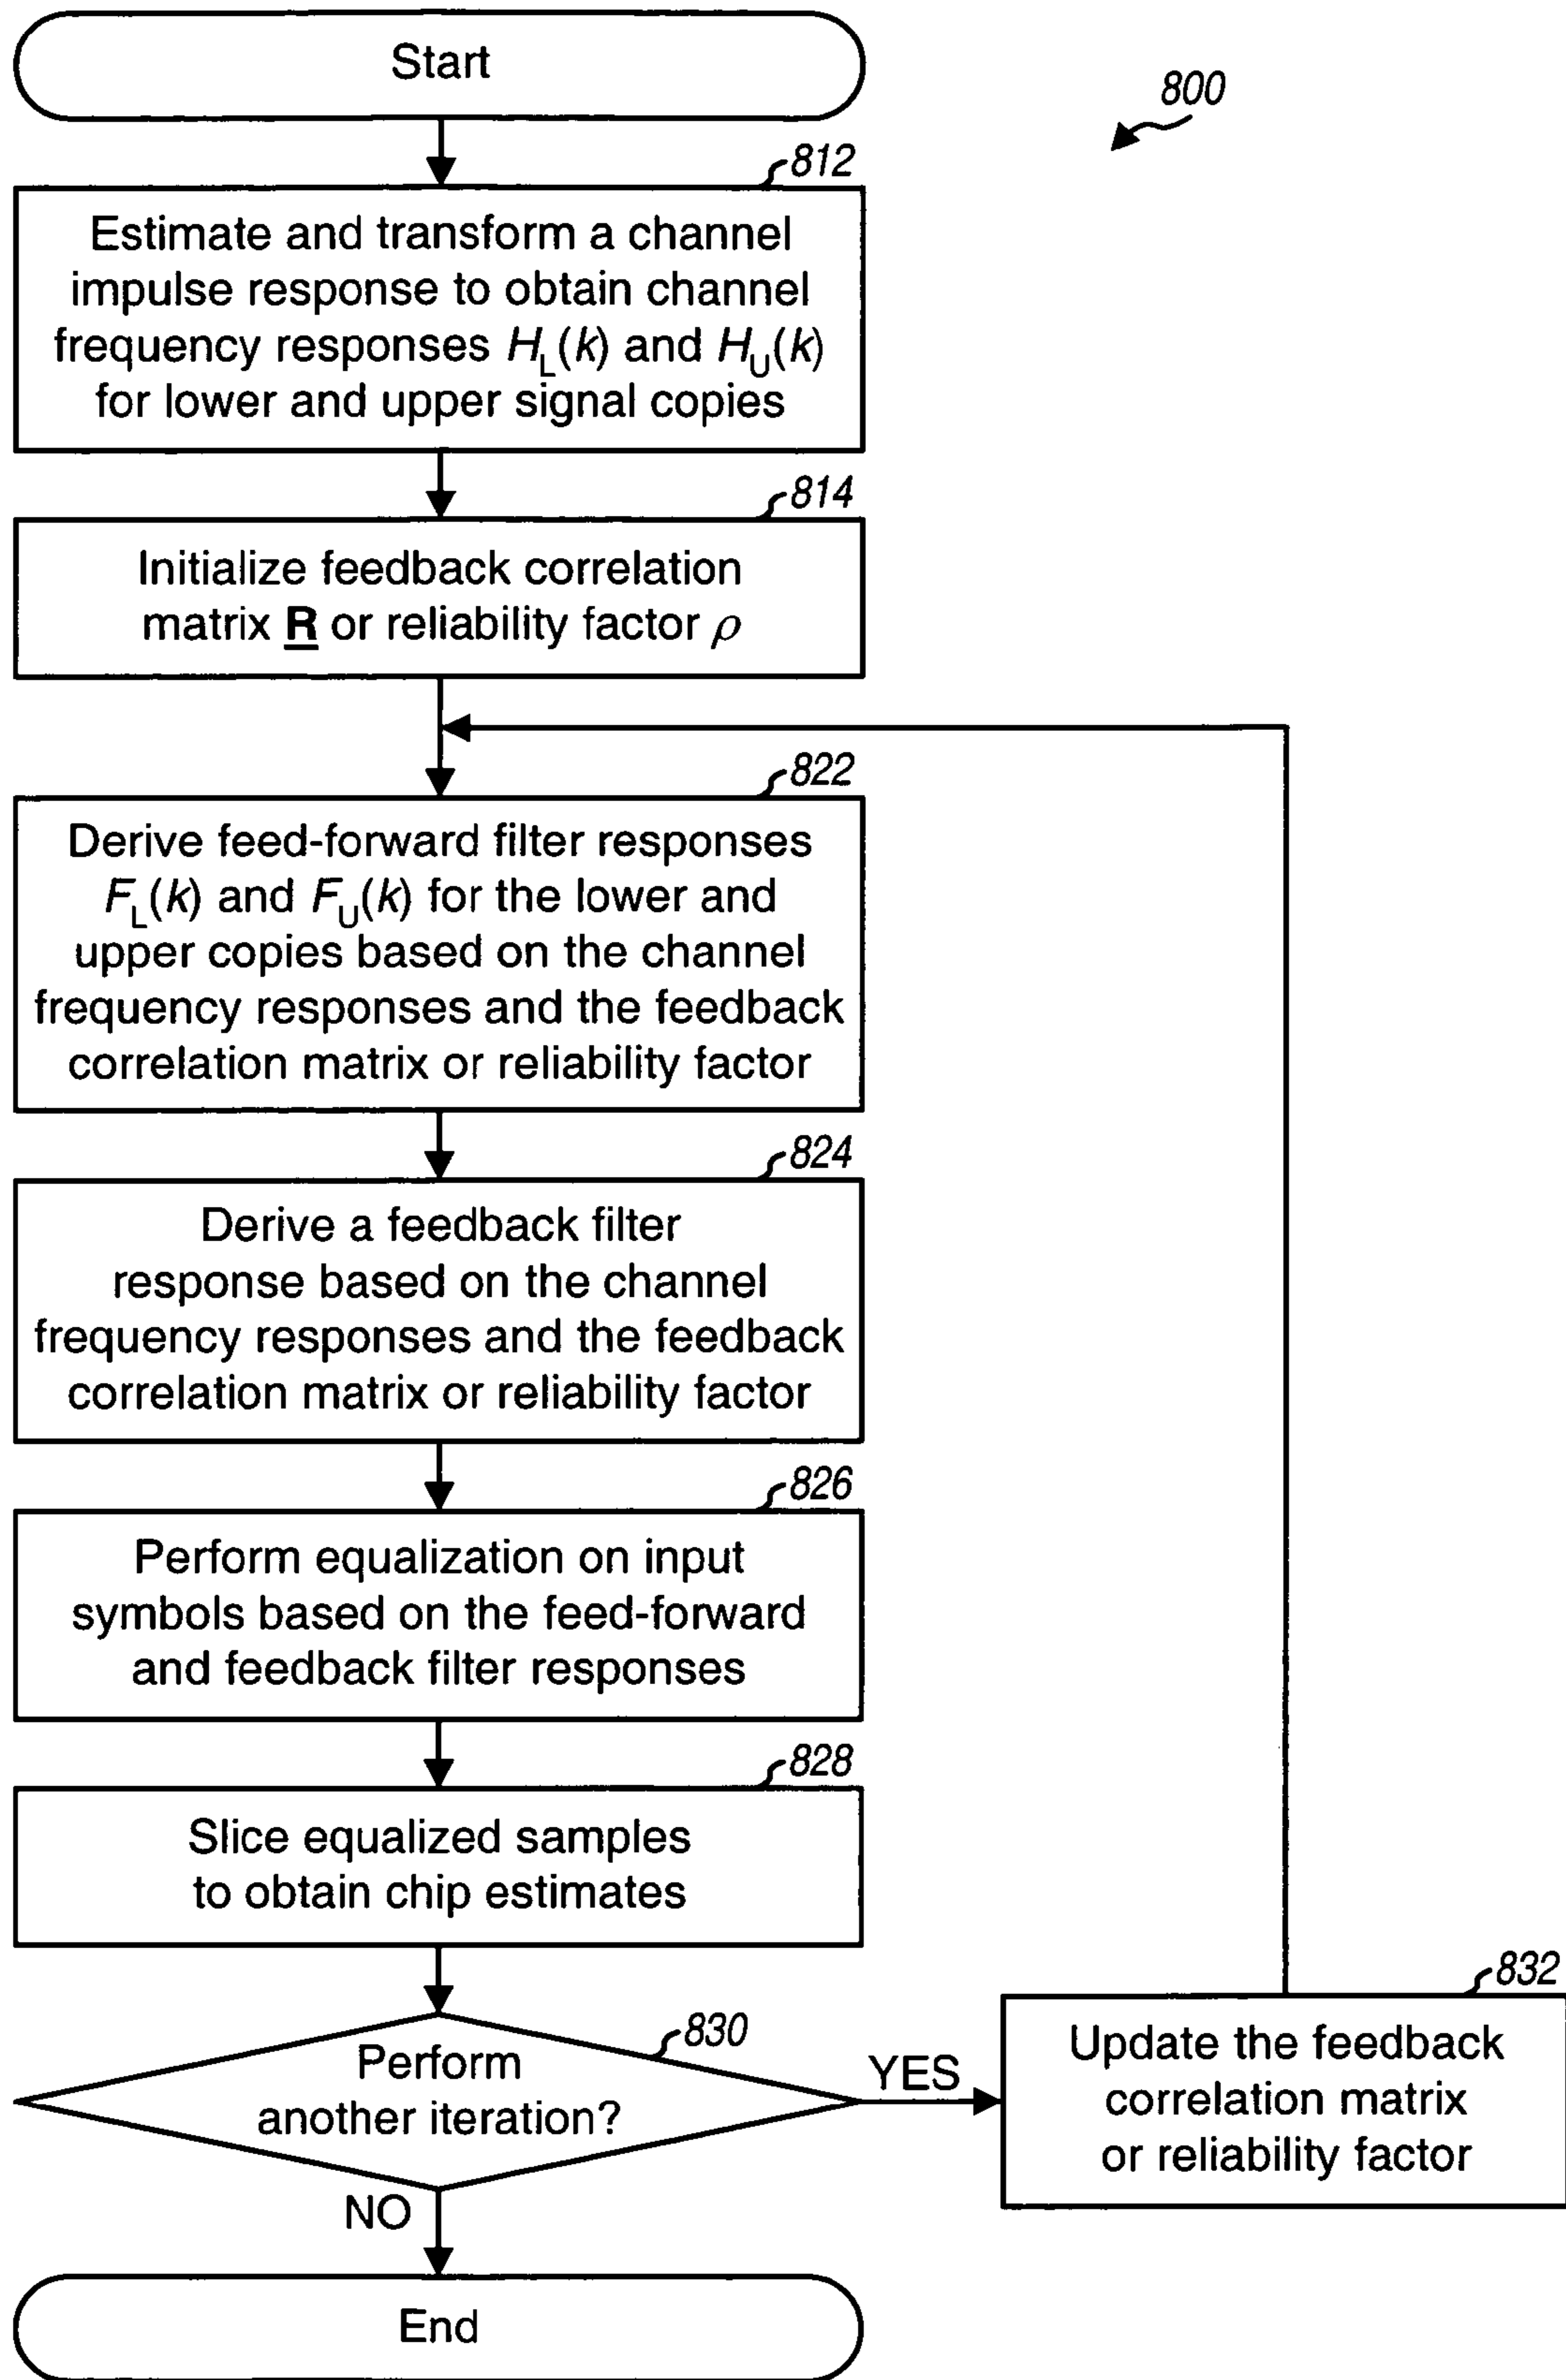 Start
800
812
Estimate and transform a channel
impulse response to obtain channel
frequency responses H_L(k) and H_U(k)
for lower and upper signal copies
814
Initialize feedback correlation
matrix R or reliability factor ρ
822
Derive feed-forward filter responses
F_L(k) and F_U(k) for the lower and
upper copies based on the channel
frequency responses and the feedback
correlation matrix or reliability factor
824
Derive a feedback filter
response based on the channel
frequency responses and the feedback
correlation matrix or reliability factor
826
Perform equalization on input
symbols based on the feed-forward
and feedback filter responses
828
Slice equalized samples
to obtain chip estimates
830
Perform
another iteration?
YES
832
Update the feedback
correlation matrix
or reliability factor
NO
End